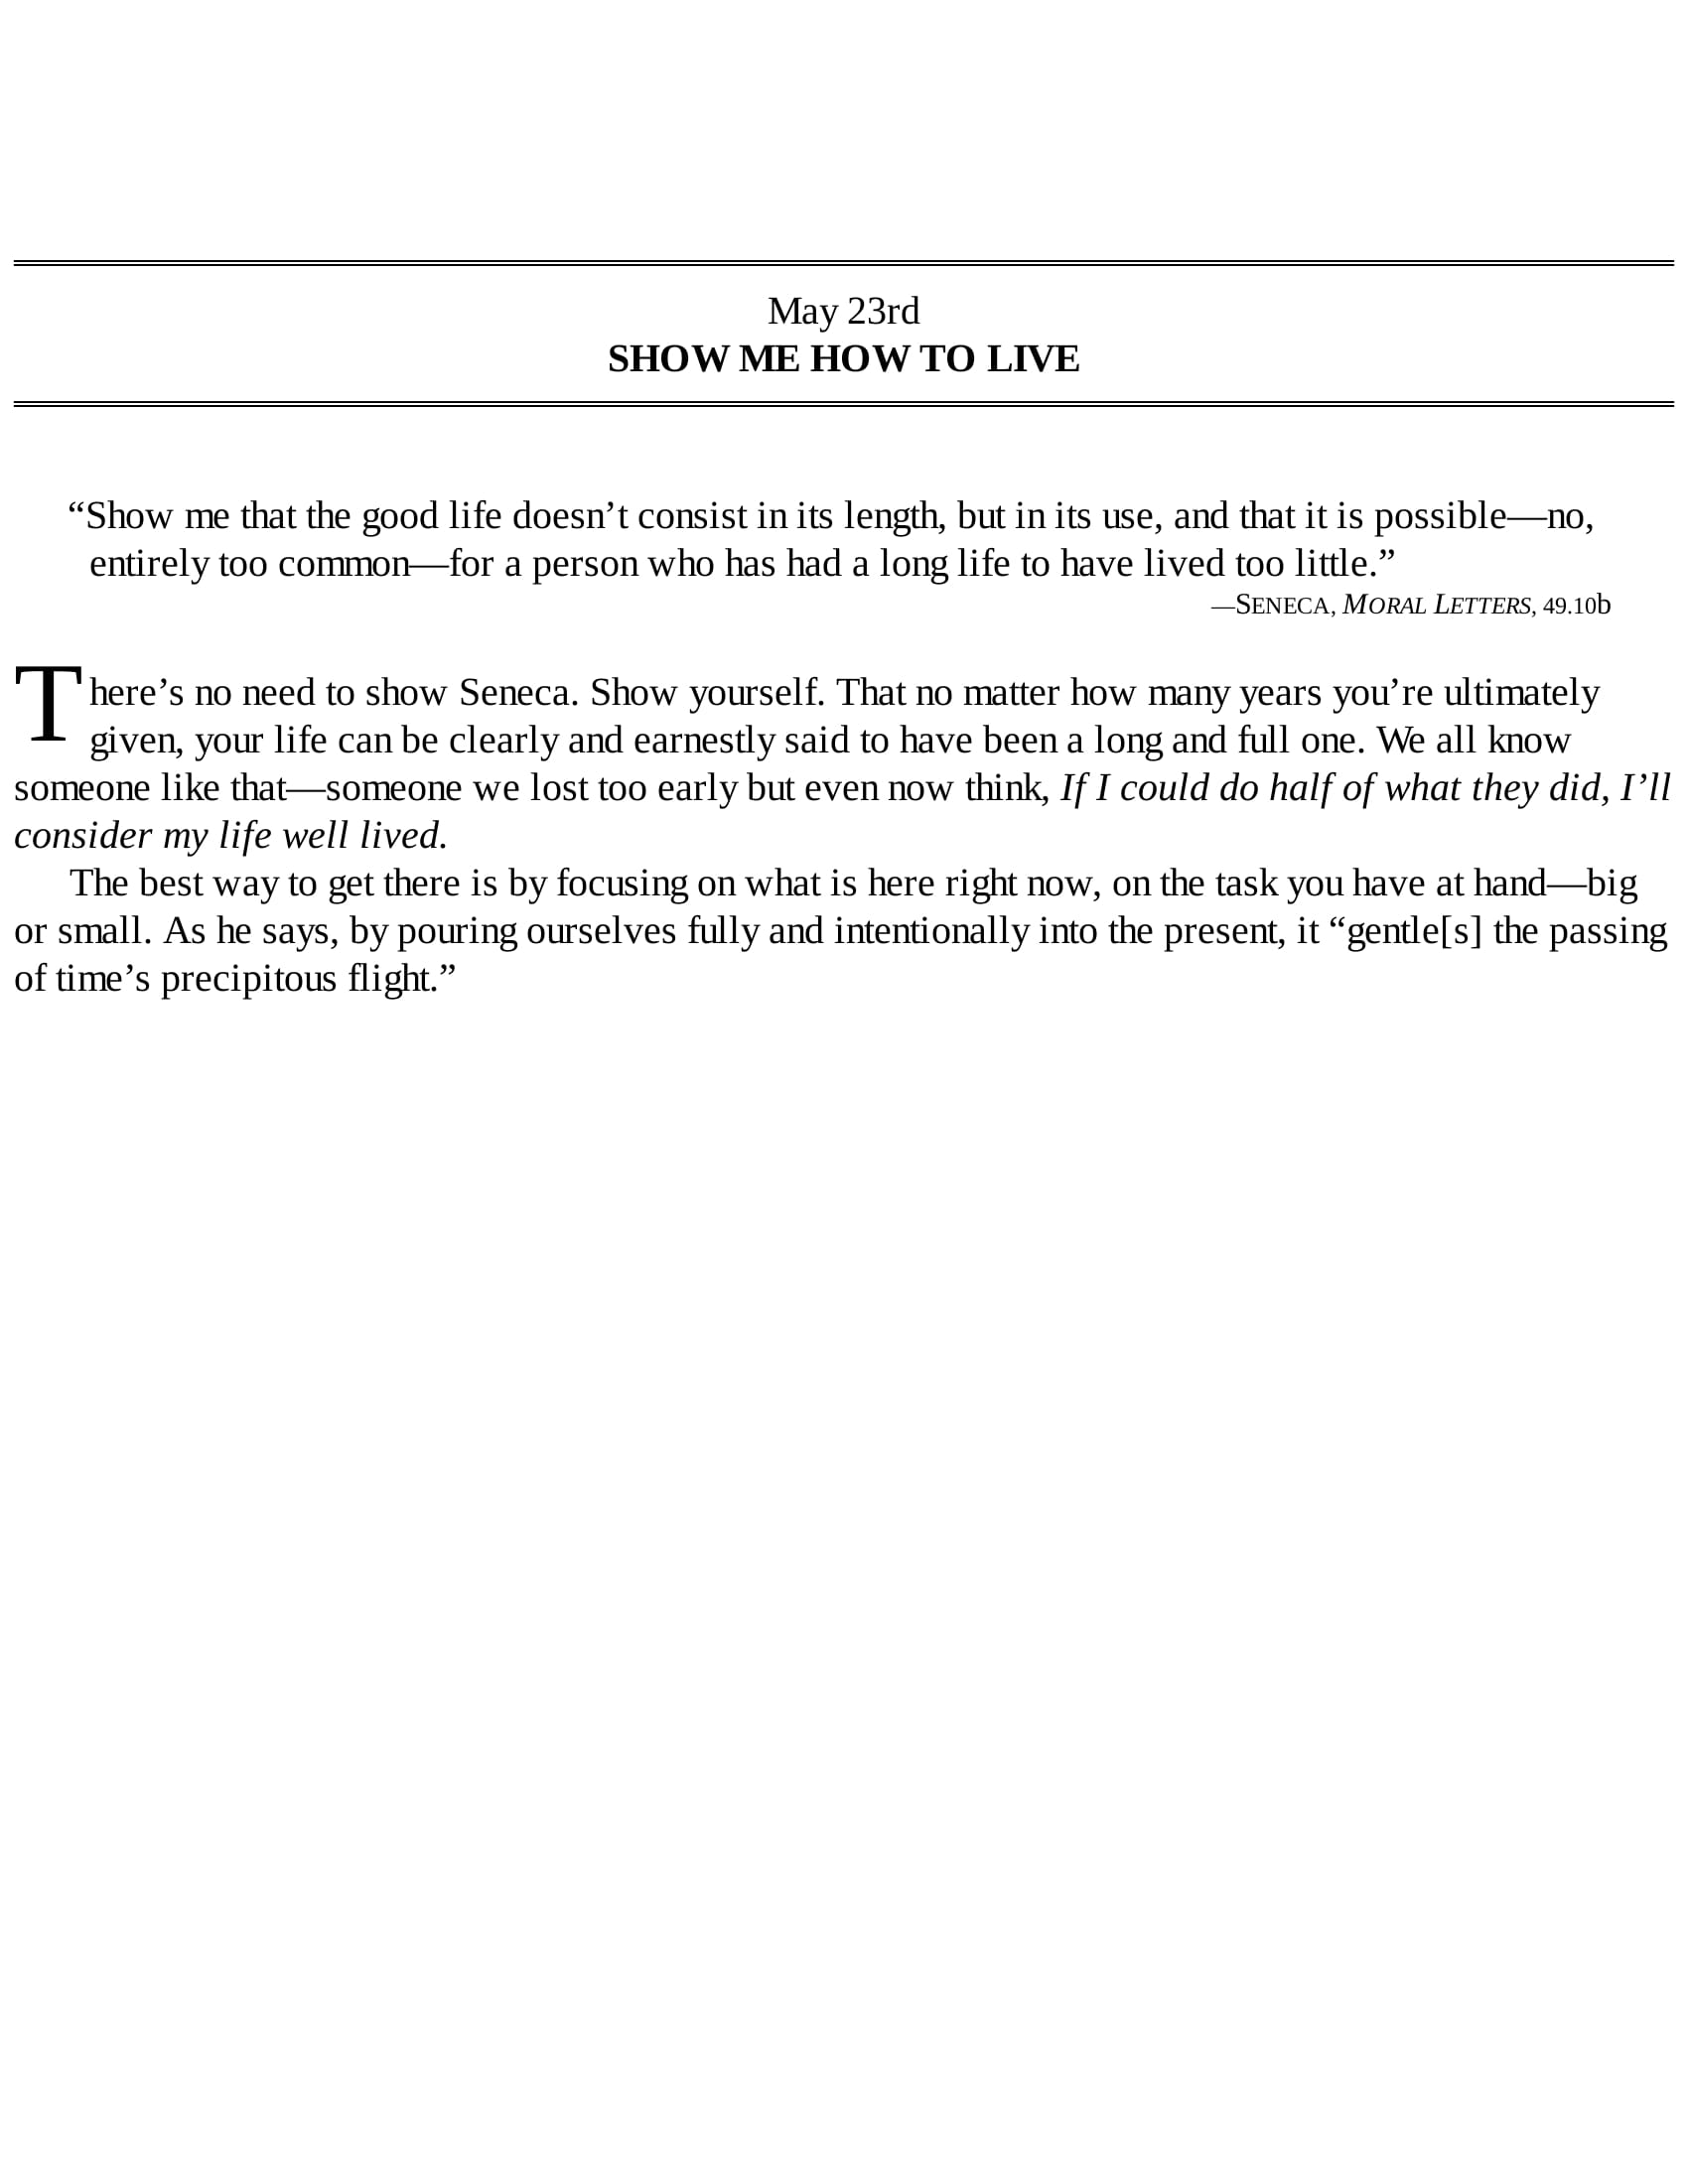 May 23rd
SHOW ME HOW TO LIVE
“Show me that the good life doesn’t consist in its length, but in its use, and that it is possible—no,
entirely too common—for a person who has had a long life to have lived too little.”
—SENECA, MORAL LETTERS, 49.10b
There’s no need to show Seneca. Show yourself. That no matter how many years you’re ultimately
given, your life can be clearly and earnestly said to have been a long and full one. We all know
someone like that—someone we lost too early but even now think, If I could do half of what they did, I’ll
consider my life well lived.
The best way to get there is by focusing on what is here right now, on the task you have at hand—big
or small. As he says, by pouring ourselves fully and intentionally into the present, it “gentle[s] the passing
of time’s precipitous flight.”